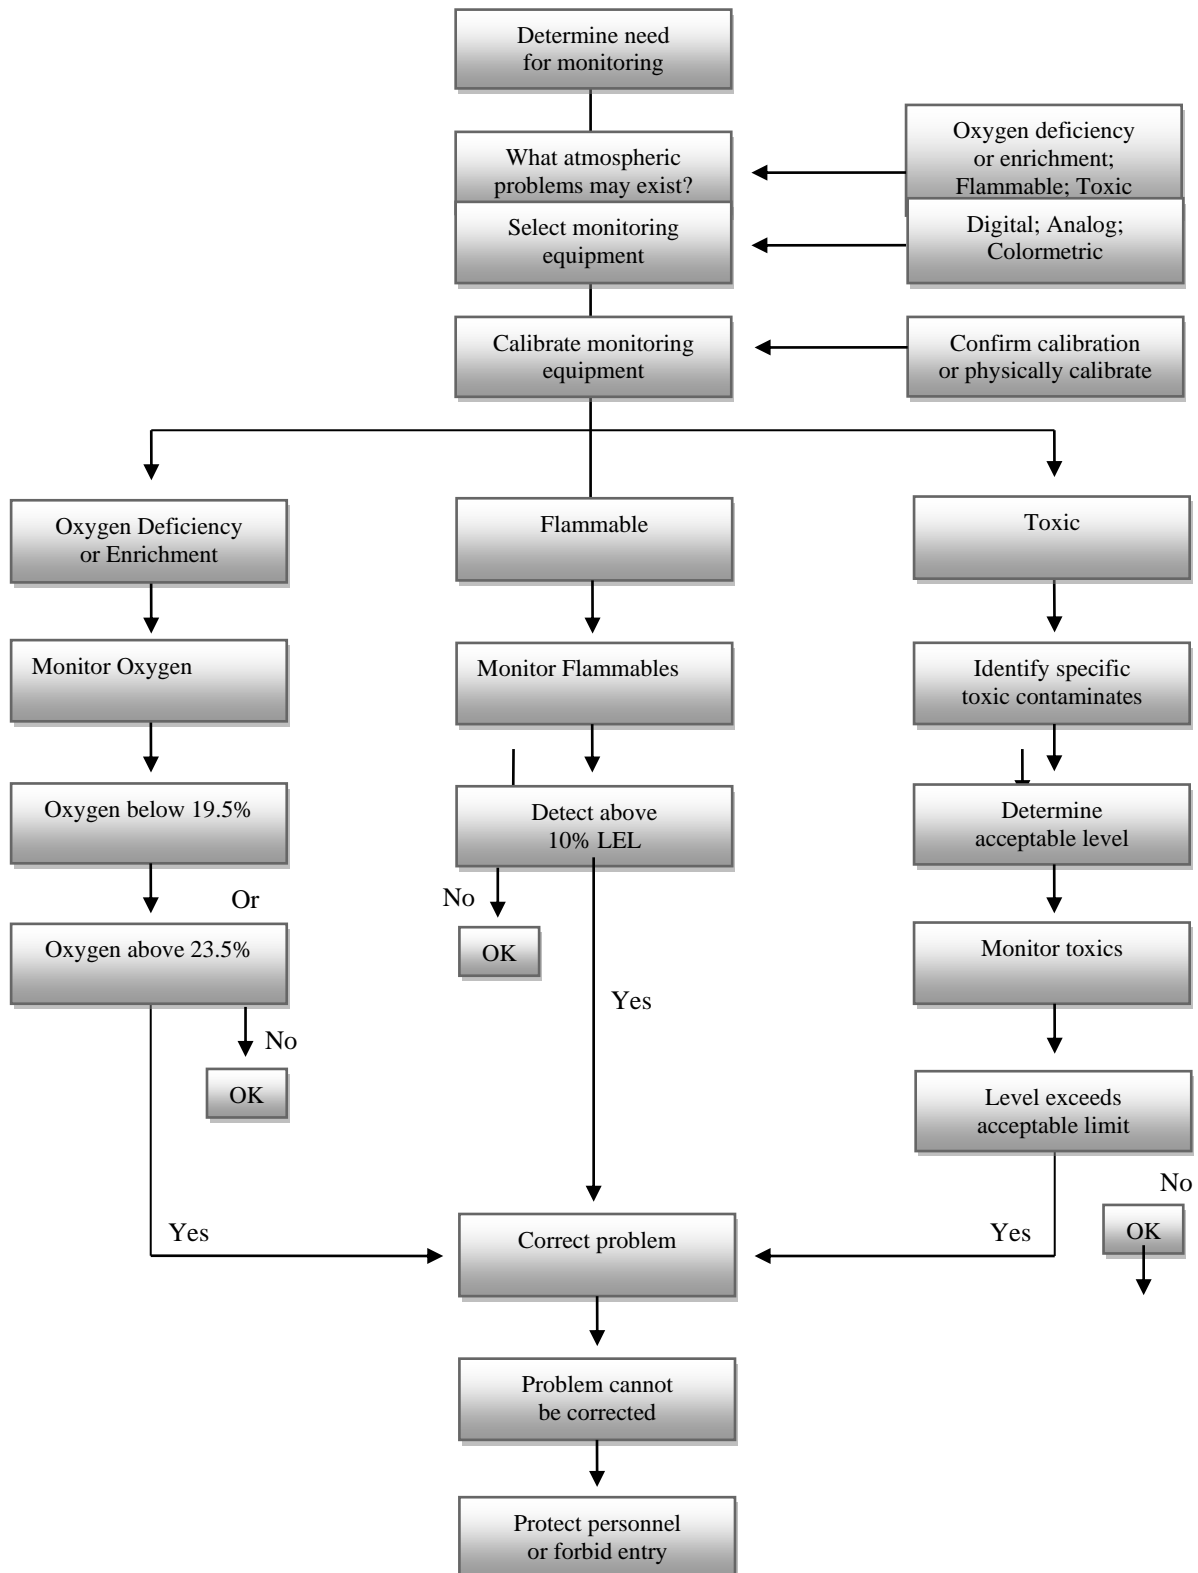 Determine need
for monitoring
What atmospheric
problems may exist?
Oxygen deficiency
or enrichment;
Flammable; Toxic
Select monitoring
equipment
Digital; Analog;
Colormetric
Calibrate monitoring
equipment
Confirm calibration
or physically calibrate
Oxygen Deficiency
or Enrichment
Flammable
Toxic
Monitor Oxygen
Monitor Flammables
Identify specific
toxic contaminates
Oxygen below 19.5%
Detect above
10% LEL
Determine
acceptable level
Or
No
Oxygen above 23.5%
OK
Monitor toxics
Yes
No
OK
Level exceeds
acceptable limit
No
Yes
Correct problem
Yes
OK
Problem cannot
be corrected
Protect personnel
or forbid entry